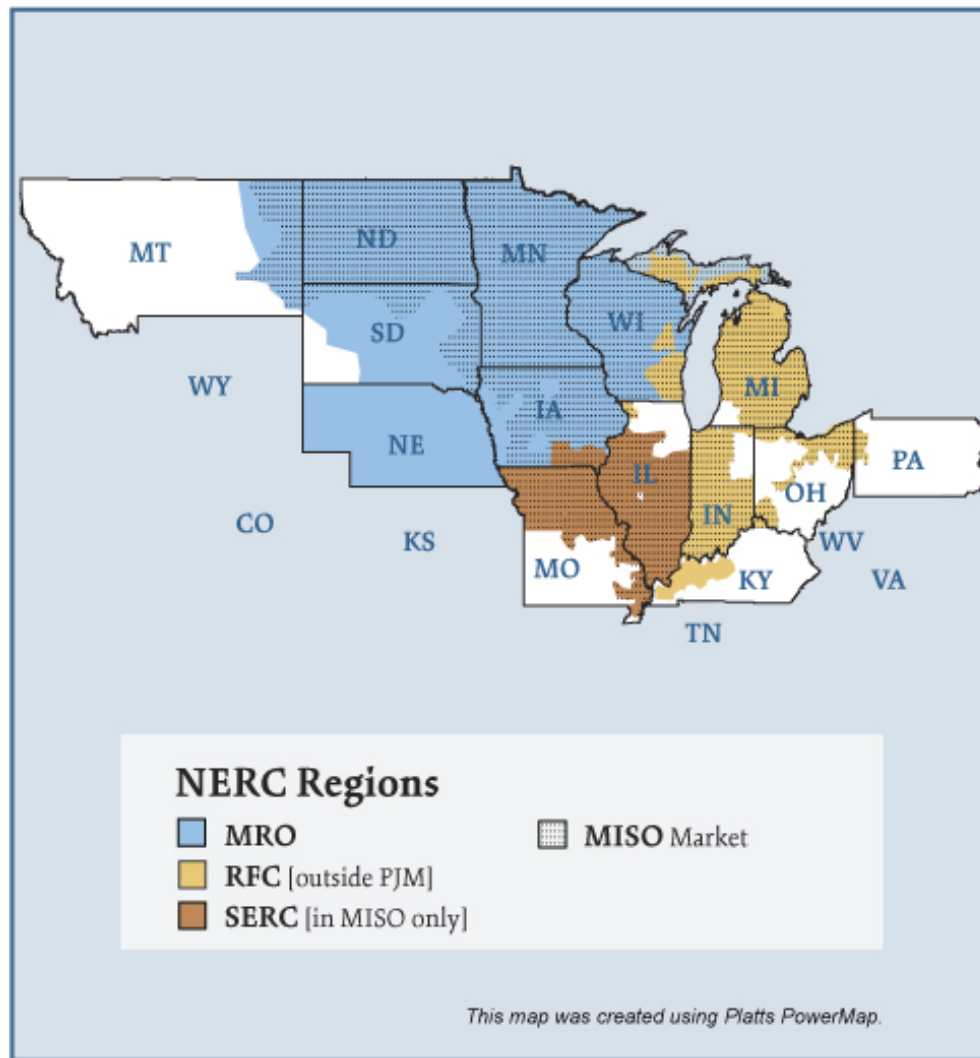 MT
ND
MN
SD
WI
WY
MI
IA
NE
PA
IL
OH
IN
CO
KS
WV
MO
KY
VA
TN
NERC Regions
MRO
MISO Market
RFC [outside PJM]
SERC [in MISO only]
This map was created using Platts PowerMap.